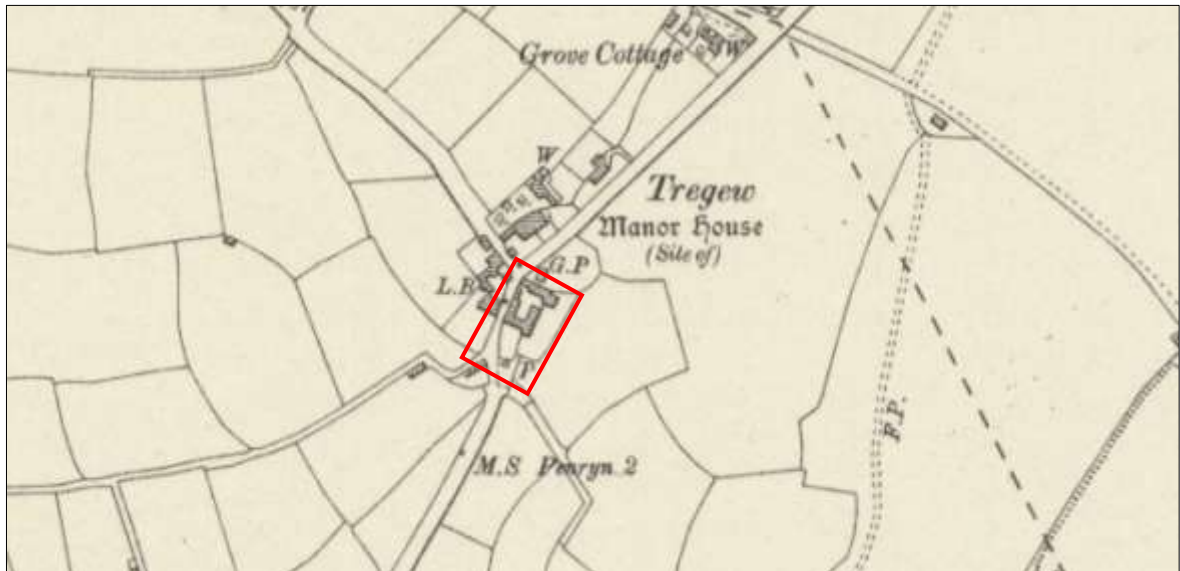 Grove Cottage
W
W
Tregew
Manor House
(Site of)
G.P
L.B
P
F.P.
M.S Penryn 2